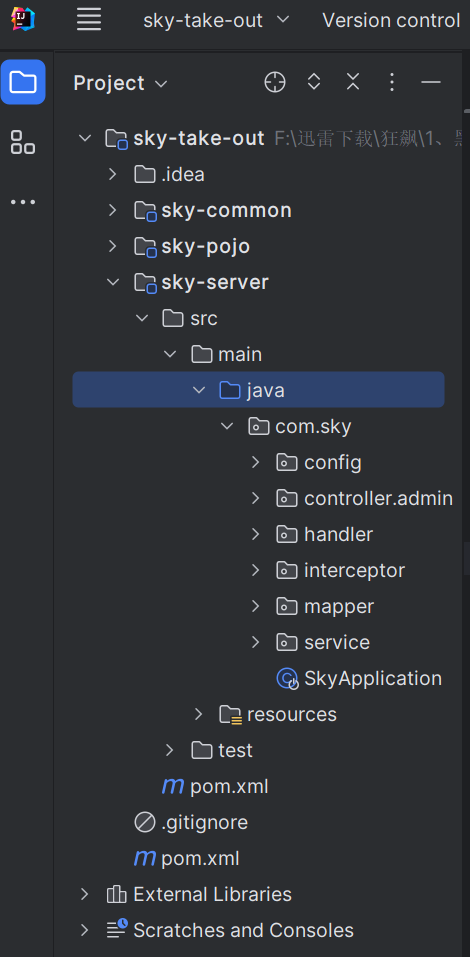 sky-take-out Version control
Project
sky-take-out F:\迅雷下载\狂飙\1、
.idea
sky-common
sky-pojo
sky-server
src
main
java
com.sky
config
controller.admin
handler
interceptor
mapper
service
SkyApplication
resources
test
pom.xml
.gitignore
pom.xml
External Libraries
Scratches and Consoles